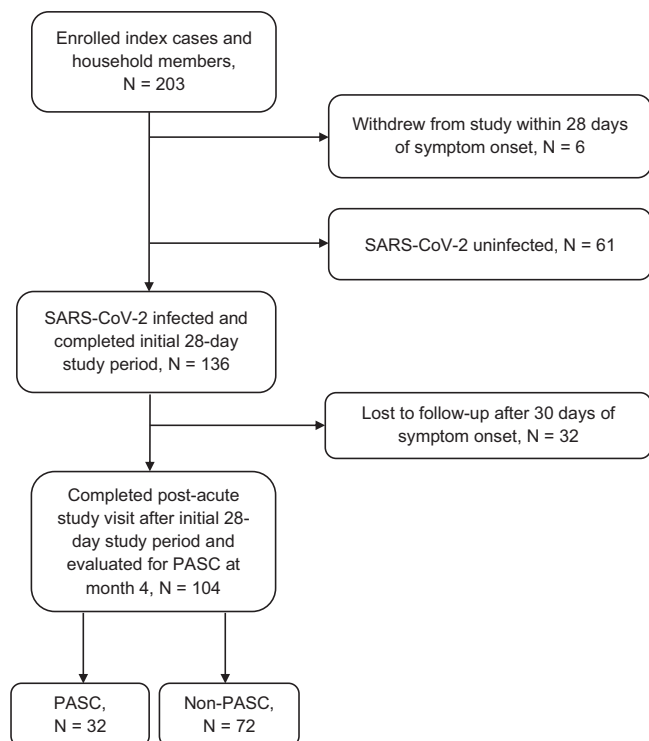 Enrolled index cases and
household members,
N = 203
Withdrew from study within 28 days
of symptom onset, N = 6
SARS-CoV-2 uninfected, N = 61
SARS-CoV-2 infected and
completed initial 28-day
study period, N = 136
Lost to follow-up after 30 days of
symptom onset, N = 32
Completed post-acute
study visit after initial 28-
day study period and
evaluated for PASC at
month 4, N = 104
PASC,
N = 32
Non-PASC,
N = 72